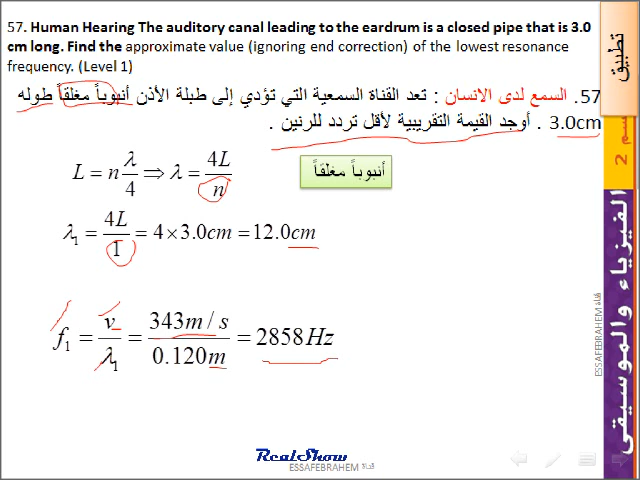 57. Human Hearing The auditory canal leading to the eardrum is a closed pipe that is 3.0
cm long. Find the approximate value (ignoring end correction) of the lowest resonance
frequency. (Level 1)
57. السمع لدى الانسان : تعد القناة السمعية التي تؤدي إلى طبلة الأذن أنبوباً مغلقاً طوله
3.0cm . أوجد القيمة التقريبية لأقل تردد للرنين .
L = n λ/4 ⇒ λ = 4L/n
أنبوباً مغلقاً
λ₁ = 4L/1 = 4 × 3.0cm = 12.0cm
f₁ = v/λ₁ = 343m/s / 0.120m = 2858Hz
RealShow
ESSAFEBRAHEM قناة
تطبيق
الفيزياء والموسيقى
ESSAFEBRAHEM قناة